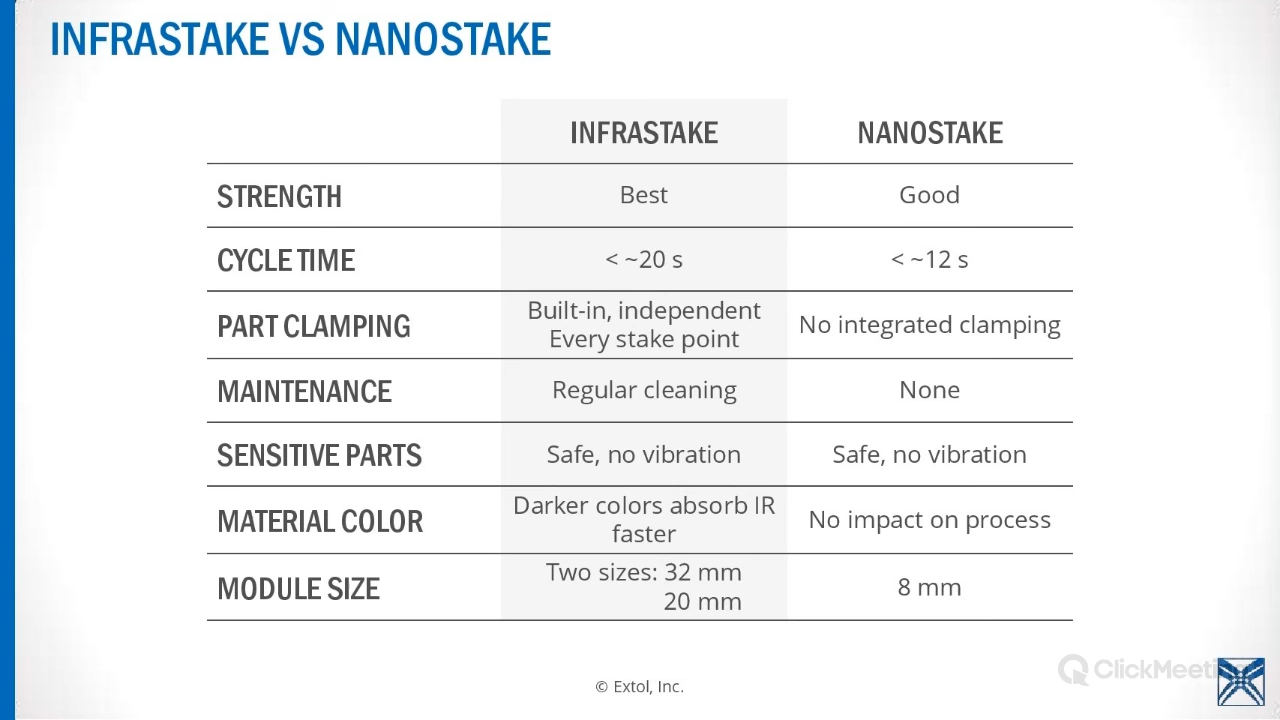 INFRASTAKE VS NANOSTAKE
INFRASTAKE NANOSTAKE
STRENGTH Best Good
CYCLE TIME < ~20 s < ~12 s
PART CLAMPING Built-in, independent
Every stake point No integrated clamping
MAINTENANCE Regular cleaning None
SENSITIVE PARTS Safe, no vibration Safe, no vibration
MATERIAL COLOR Darker colors absorb IR
faster No impact on process
MODULE SIZE Two sizes: 32 mm
20 mm 8 mm
© Extol, Inc.